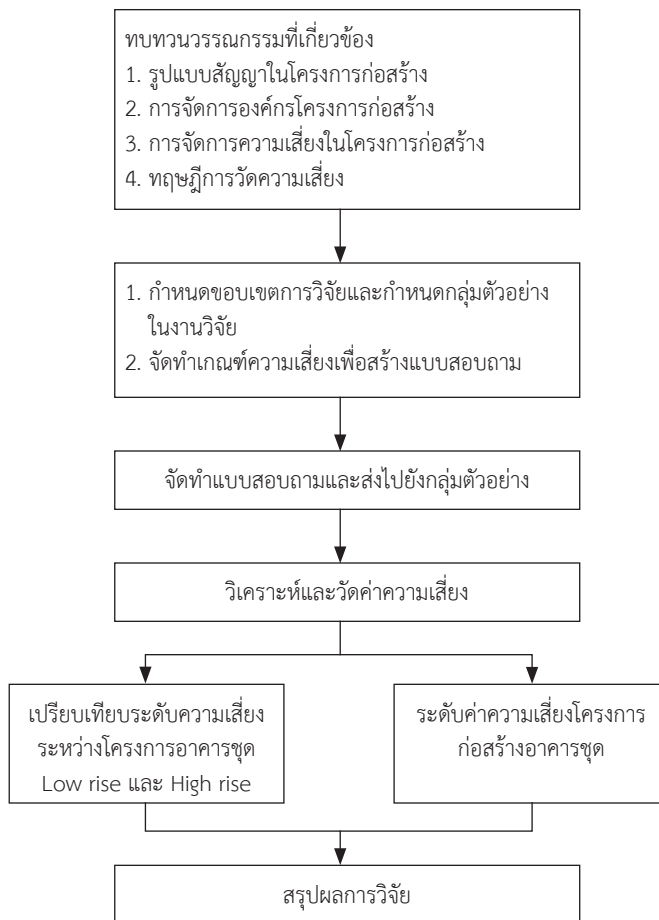 ทบทวนวรรณกรรมที่เกี่ยวข้อง
1. รูปแบบสัญญาในโครงการก่อสร้าง
2. การจัดการองค์กรโครงการก่อสร้าง
3. การจัดการความเสี่ยงในโครงการก่อสร้าง
4. ทฤษฎีการวัดความเสี่ยง
1. กำหนดขอบเขตการวิจัยและกำหนดกลุ่มตัวอย่าง
ในงานวิจัย
2. จัดทำเกณฑ์ความเสี่ยงเพื่อสร้างแบบสอบถาม
จัดทำแบบสอบถามและส่งไปยังกลุ่มตัวอย่าง
วิเคราะห์และวัดค่าความเสี่ยง
เปรียบเทียบระดับความเสี่ยง
ระหว่างโครงการอาคารชุด
Low rise และ High rise
ระดับค่าความเสี่ยงโครงการ
ก่อสร้างอาคารชุด
สรุปผลการวิจัย